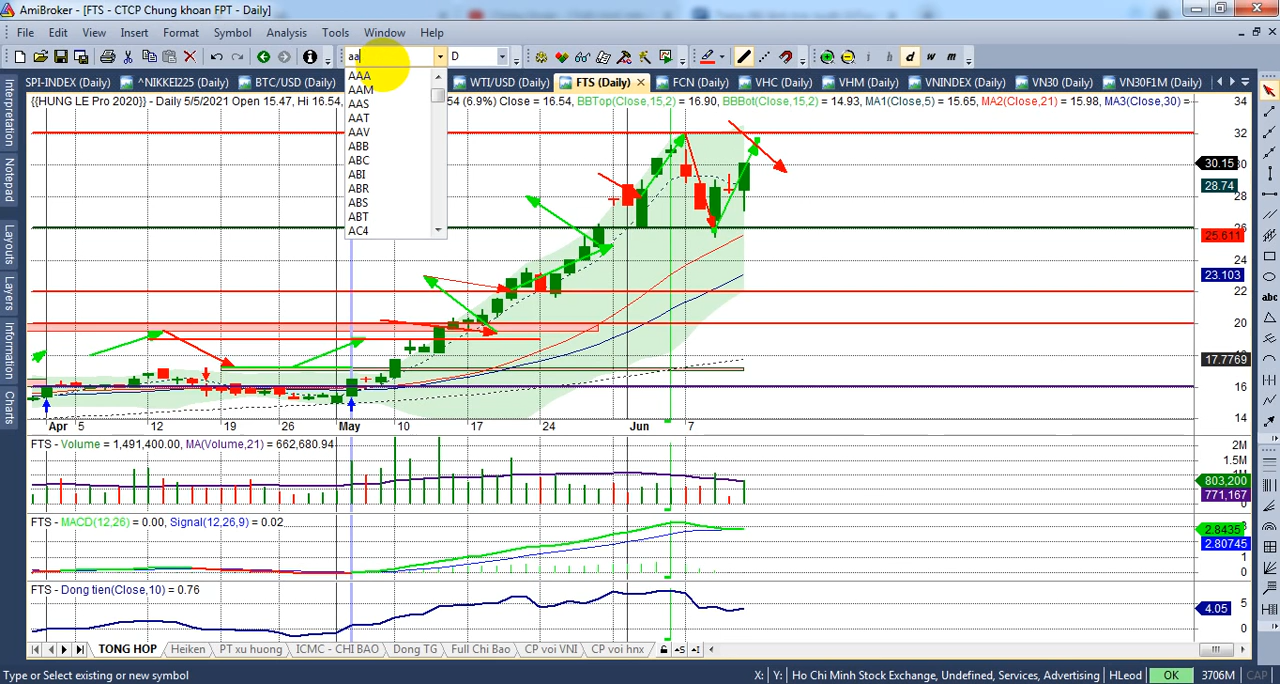 AmiBroker - [FTS - CTCP Chung khoan FPT - Daily]
File Edit View Insert Format Symbol Analysis Tools Window Help
aa D h d w m
SPI-INDEX (Daily) ^NIKKEI225 (Daily) BTC/USD (Daily) WTI/USD (Daily) FTS (Daily) FCN (Daily) VHC (Daily) VHM (Daily) VNINDEX (Daily) VN30 (Daily) VN30F1M (Daily)
{{HUNG LE Pro 2020}} - Daily 5/5/2021 Open 15.47, Hi 16.54, 54 (6.9%) Close = 16.54, BBTop(Close,15,2) = 16.90, BBBot(Close,15,2) = 14.93, MA1(Close,5) = 15.65, MA2(Close,21) = 15.98, MA3(Close,30) =
AAA
AAM
AAS
AAT
AAV
ABB
ABC
ABI
ABR
ABS
ABT
AC4
Interpretation
Notepad
Layouts
Layers
Information
Charts
34
32
30.15
30
28.74
28
26
25.611
24
23.103
22
20
18
17.7769
16
14
Apr 5 12 19 26 May 10 17 24 Jun 7
FTS - Volume = 1,491,400.00, MA(Volume,21) = 662,680.94
2M
1.5M
803,200
771,167
0
FTS - MACD(12,26) = 0.00, Signal(12,26,9) = 0.02
2.8435
2.80745
1
0
FTS - Dong tien(Close,10) = 0.76
5
4.05
0
TONG HOP Heiken PT xu huong ICMC - CHI BAO Dong TG Full Chi Bao CP voi VNI CP voi hnx
Type or Select existing or new symbol X: Y: Ho Chi Minh Stock Exchange, Undefined, Services, Advertising HLeod OK 3706M CAP
abc